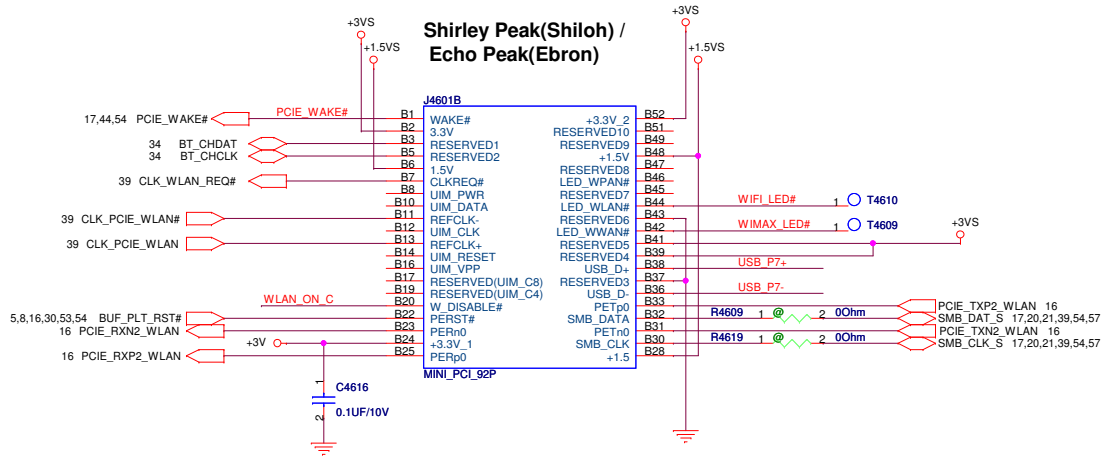 Shirley Peak(Shiloh) /
Echo Peak(Ebron)
+3VS
+1.5VS
+3VS
+1.5VS
J4601B
17,44,54 PCIE_WAKE# PCIE_WAKE# B1 WAKE# +3.3V_2 B52
B2 3.3V RESERVED10 B51
34 BT_CHDAT B3 RESERVED1 RESERVED9 B49
34 BT_CHCLK B5 RESERVED2 +1.5V B48
B6 1.5V RESERVED8 B47
39 CLK_WLAN_REQ# B7 CLKREQ# LED_WPAN# B46
B8 UIM_PWR RESERVED7 B45
B10 UIM_DATA LED_WLAN# B44 WIFI_LED# 1 T4610
39 CLK_PCIE_WLAN# B11 REFCLK- RESERVED6 B43
B12 UIM_CLK LED_WWAN# B42 WIMAX_LED# 1 T4609
39 CLK_PCIE_WLAN B13 REFCLK+ RESERVED5 B41 +3VS
B14 UIM_RESET RESERVED4 B39
B16 UIM_VPP USB_D+ B38 USB_P7+
B17 RESERVED(UIM_C8) RESERVED3 B37
B19 RESERVED(UIM_C4) USB_D- B36 USB_P7-
WLAN_ON_C B20 W_DISABLE# PETp0 B33 PCIE_TXP2_WLAN 16
5,8,16,30,53,54 BUF_PLT_RST# B22 PERST# SMB_DATA B32 R4609 1 @ 2 0Ohm SMB_DAT_S 17,20,21,39,54,57
16 PCIE_RXN2_WLAN B23 PERn0 PETn0 B31 PCIE_TXN2_WLAN 16
+3V B24 +3.3V_1 SMB_CLK B30 R4619 1 @ 2 0Ohm SMB_CLK_S 17,20,21,39,54,57
16 PCIE_RXP2_WLAN B25 PERp0 +1.5 B28
MINI_PCI_92P
1
C4616
0.1UF/10V
2